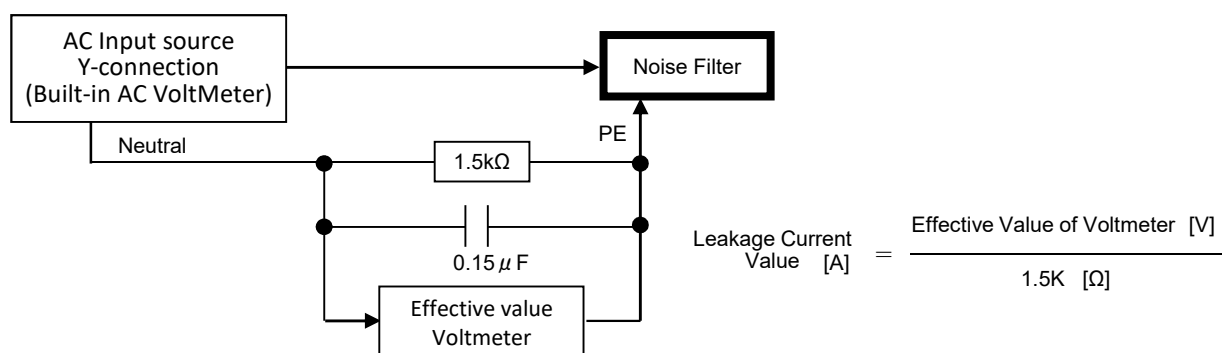 AC Input source
Y-connection
(Built-in AC VoltMeter)
Noise Filter
PE
Neutral
1.5kΩ
0.15 μ F
Effective value
Voltmeter
Leakage Current
Value [A]
=
Effective Value of Voltmeter [V]
1.5K [Ω]